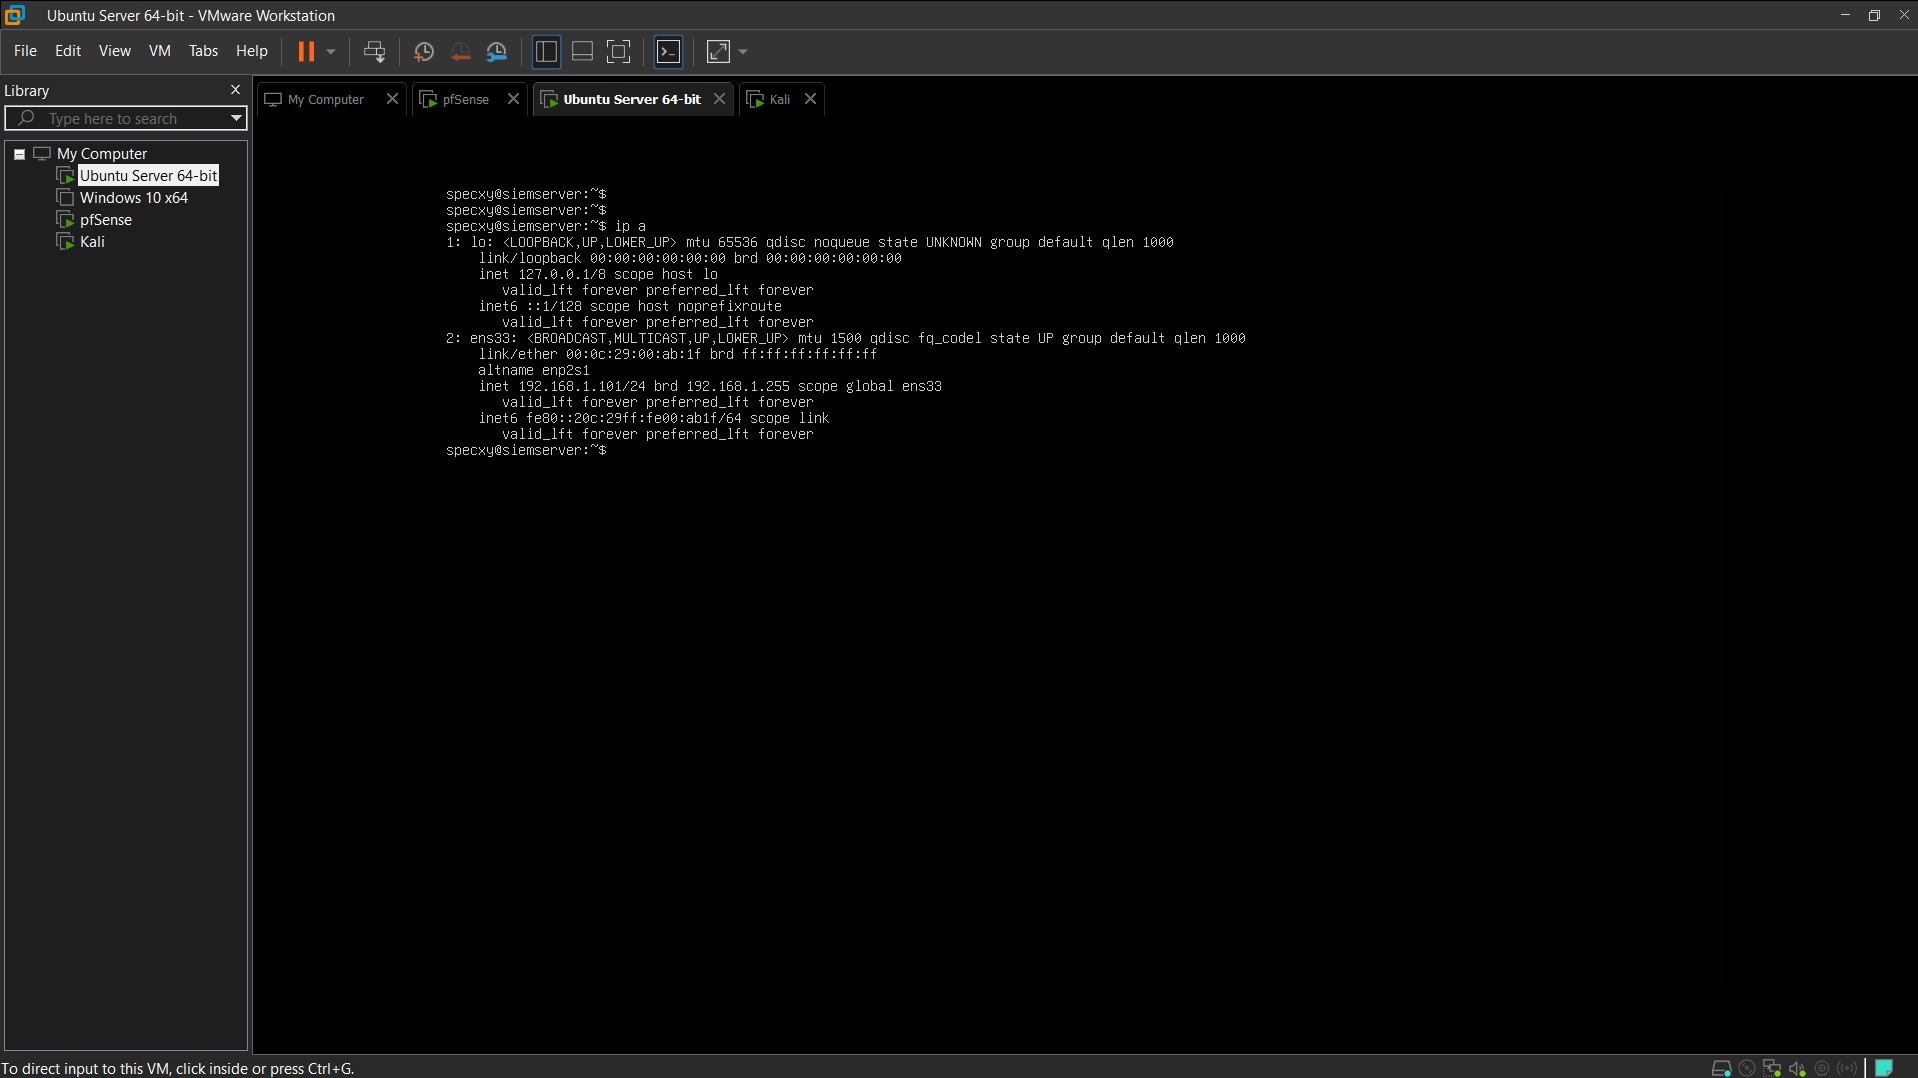 Ubuntu Server 64-bit - VMware Workstation
File Edit View VM Tabs Help
Library
Type here to search
My Computer
Ubuntu Server 64-bit
Windows 10 x64
pfSense
Kali
My Computer pfSense Ubuntu Server 64-bit Kali
specxy@siemserver:~$
specxy@siemserver:~$
specxy@siemserver:~$ ip a
1: lo: <LOOPBACK,UP,LOWER_UP> mtu 65536 qdisc noqueue state UNKNOWN group default qlen 1000
link/loopback 00:00:00:00:00:00 brd 00:00:00:00:00:00
inet 127.0.0.1/8 scope host lo
valid_lft forever preferred_lft forever
inet6 ::1/128 scope host noprefixroute
valid_lft forever preferred_lft forever
2: ens33: <BROADCAST,MULTICAST,UP,LOWER_UP> mtu 1500 qdisc fq_codel state UP group default qlen 1000
link/ether 00:0c:29:00:ab:1f brd ff:ff:ff:ff:ff:ff
altname enp2s1
inet 192.168.1.101/24 brd 192.168.1.255 scope global ens33
valid_lft forever preferred_lft forever
inet6 fe80::20c:29ff:fe00:ab1f/64 scope link
valid_lft forever preferred_lft forever
specxy@siemserver:~$
To direct input to this VM, click inside or press Ctrl+G.